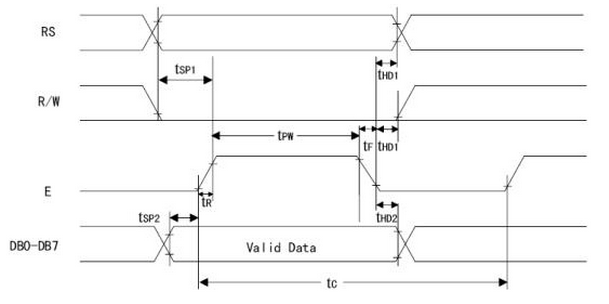 RS
tSP1
tHD1
R/W
tPW
tF
tHD1
E
tR
tSP2
tHD2
DB0-DB7
Valid Data
tC